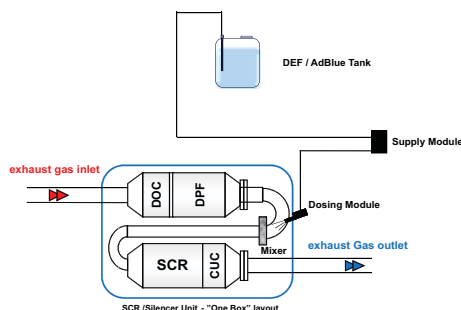 DEF / AdBlue Tank
Supply Module
exhaust gas inlet
DOC
DPF
Dosing Module
Mixer
exhaust Gas outlet
SCR
CUC
SCR /Silencer Unit - "One Box" layout